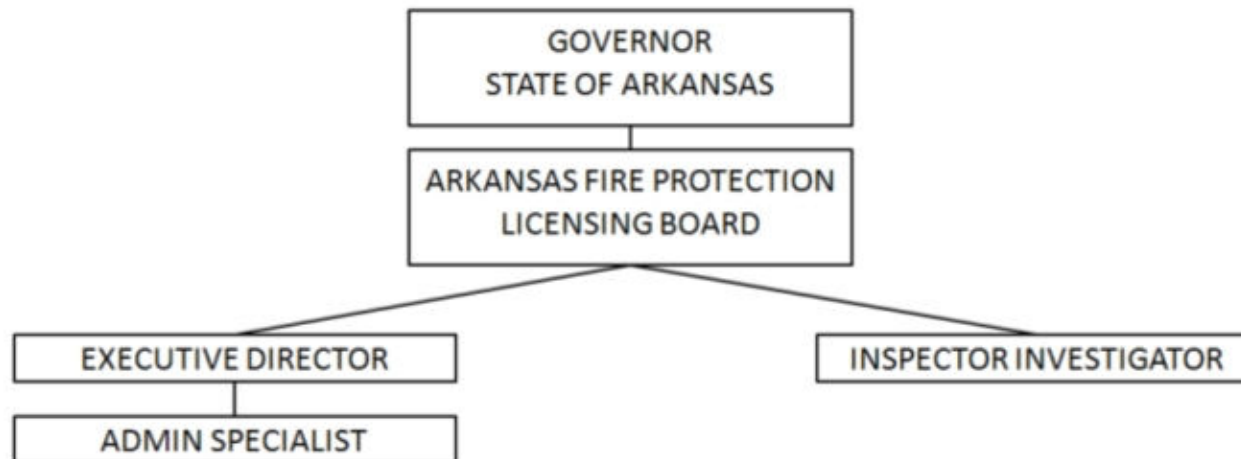 GOVERNOR
STATE OF ARKANSAS
ARKANSAS FIRE PROTECTION
LICENSING BOARD
EXECUTIVE DIRECTOR
INSPECTOR INVESTIGATOR
ADMIN SPECIALIST